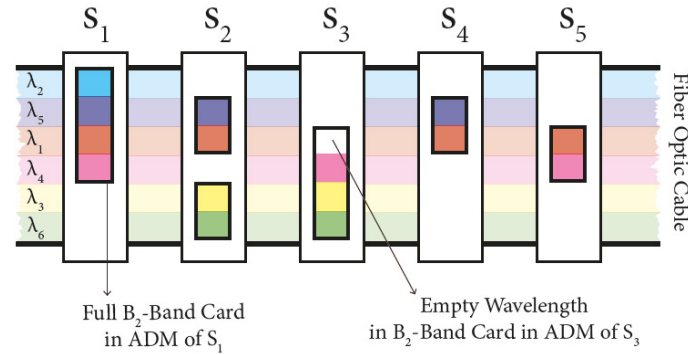 S₁ S₂ S₃ S₄ S₅
λ₂
λ₅
λ₁
λ₄
λ₃
λ₆
Fiber Optic Cable
Full B₂-Band Card
in ADM of S₁
Empty Wavelength
in B₂-Band Card in ADM of S₃